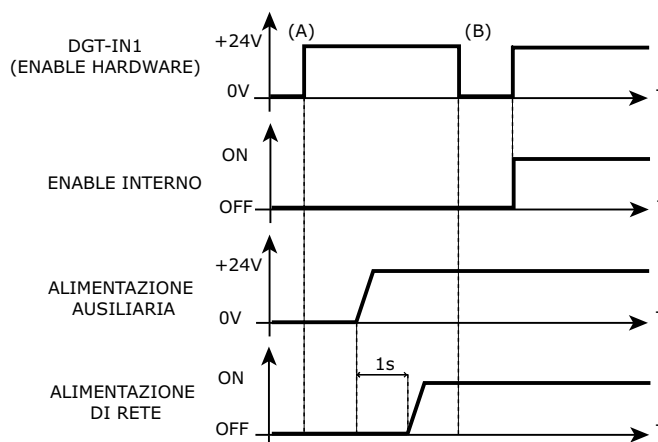 DGT-IN1
(ENABLE HARDWARE)
+24V
(A)
(B)
0V
T
ENABLE INTERNO
ON
OFF
T
ALIMENTAZIONE
AUSILIARIA
+24V
0V
T
ALIMENTAZIONE
DI RETE
ON
1s
OFF
T